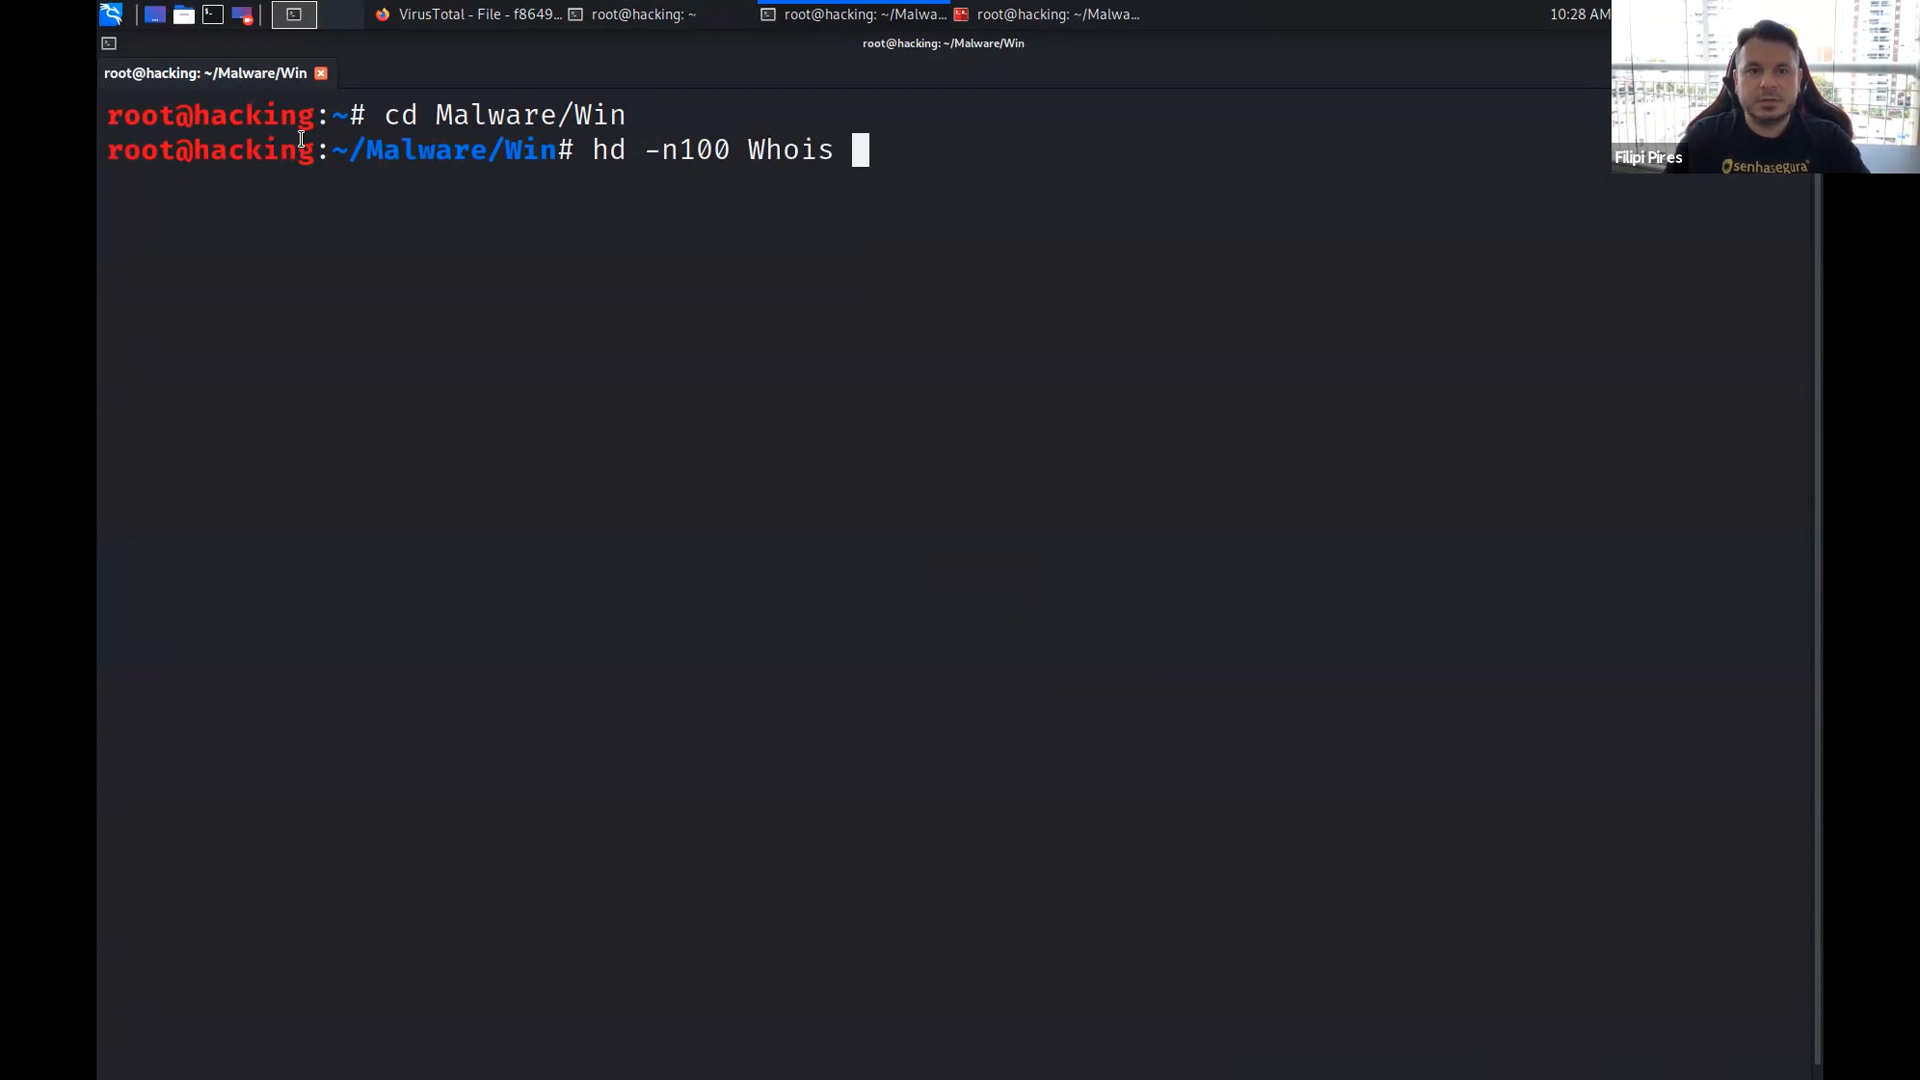 VirusTotal - File - f8649...
root@hacking: ~
root@hacking: ~/Malwa...
root@hacking: ~/Malwa...
10:28 AM
root@hacking: ~/Malware/Win
root@hacking: ~/Malware/Win
root@hacking:~# cd Malware/Win
root@hacking:~/Malware/Win# hd -n100 Whois
Filipi Pires
senhasegura